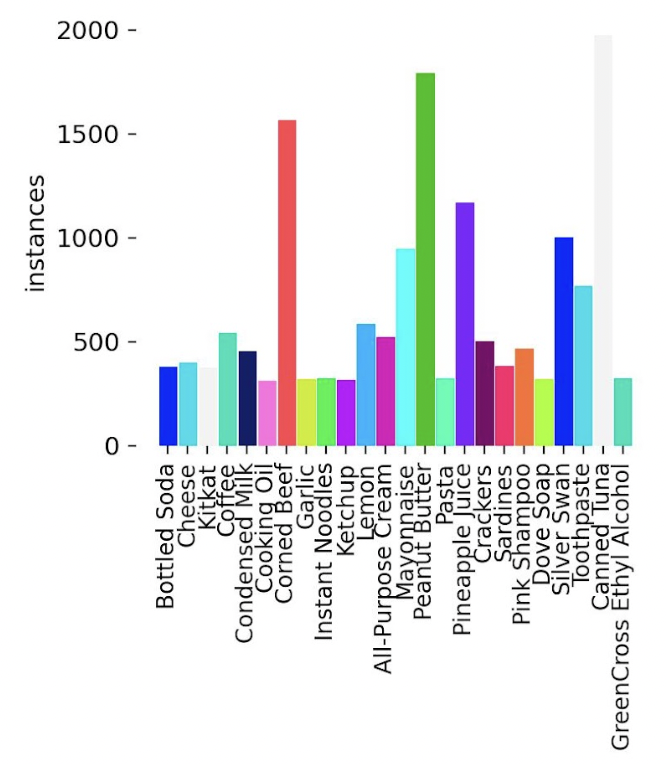 2000
1500
1000
500
0
instances
Bottled Soda
Cheese
Kitkat
Coffee
Condensed Milk
Cooking Oil
Corned Beef
Garlic
Instant Noodles
Ketchup
Lemon
All-Purpose Cream
Mayonnaise
Peanut Butter
Pasta
Pineapple Juice
Crackers
Sardines
Pink Shampoo
Dove Soap
Silver Swan
Toothpaste
Canned Tuna
GreenCross Ethyl Alcohol